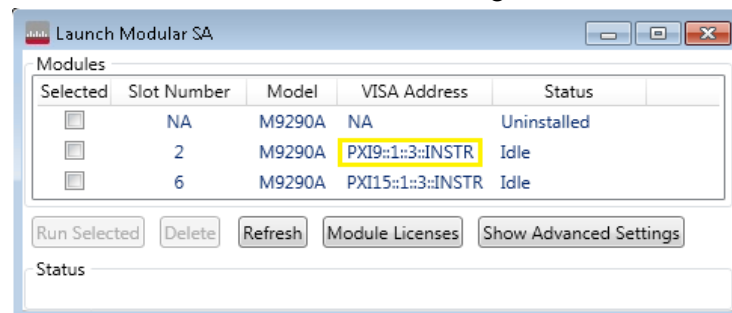 Launch Modular SA
Modules
Selected Slot Number Model VISA Address Status
NA M9290A NA Uninstalled
2 M9290A PXI9::1::3::INSTR Idle
6 M9290A PXI15::1::3::INSTR Idle
Run Selected Delete Refresh Module Licenses Show Advanced Settings
Status